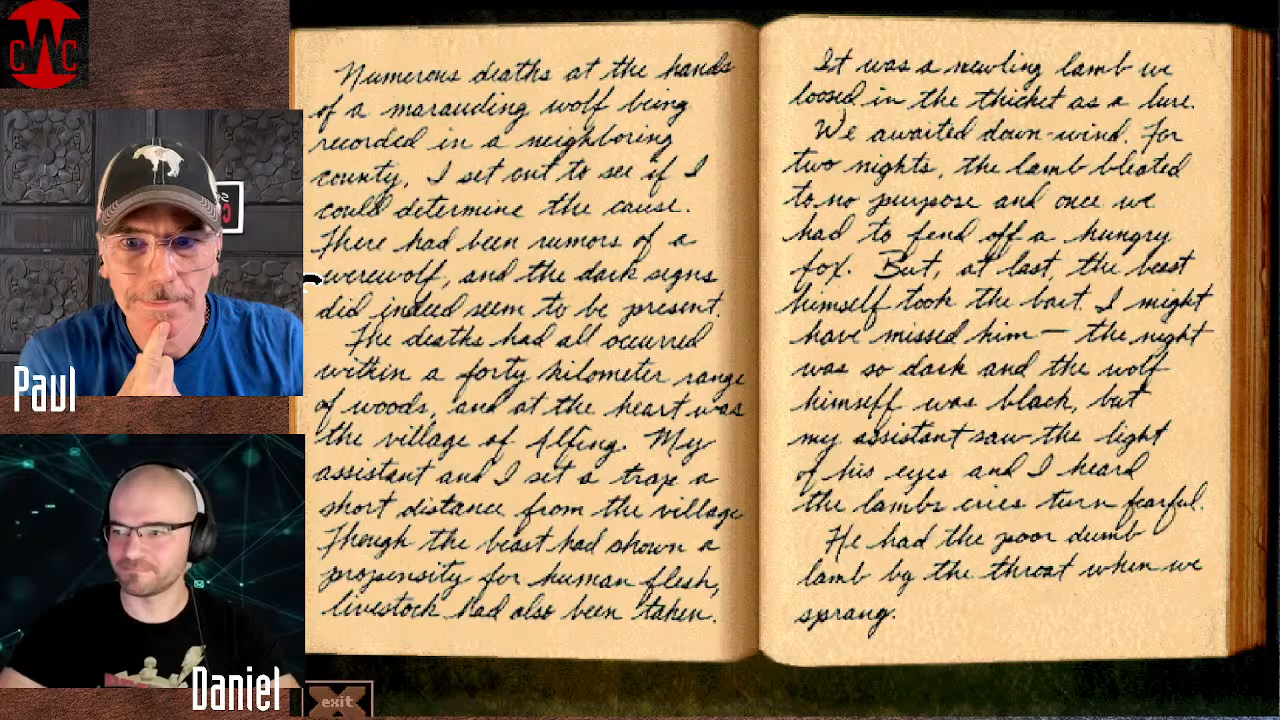 CWC
Paul
Daniel
Numerous deaths at the hands
of a marauding wolf being
recorded in a neighboring
county, I set out to see if I
could determine the cause.
There had been rumors of a
werewolf, and the dark signs
did indeed seem to be present.
The deaths had all occurred
within a forty kilometer range
of woods, and at the heart was
the village of Alfing. My
assistant and I set a trap a
short distance from the village
Though the beast had shown a
propensity for human flesh,
livestock had also been taken.
It was a newling lamb we
loosed in the thicket as a lure.
We awaited down-wind. For
two nights, the lamb bleated
to no purpose and once we
had to fend off a hungry
fox. But, at last, the beast
himself took the bait. I might
have missed him — the night
was so dark and the wolf
himself was black, but
my assistant saw the light
of his eyes and I heard
the lambs cries turn fearful.
He had the poor dumb
lamb by the throat when we
sprang.
exit